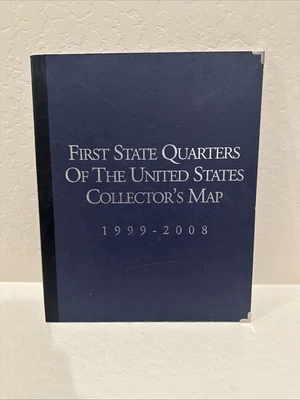 First State Quarters
Of The United States
Collector's Map
1999-2008